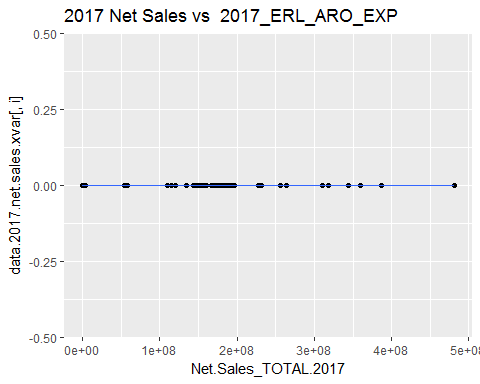 2017 Net Sales vs  2017_ERL_ARO_EXP
0.50
0.25
0.00
-0.25
-0.50
data.2017.net.sales.xvar[, i]
0e+00 1e+08 2e+08 3e+08 4e+08 5e+08
Net.Sales_TOTAL.2017